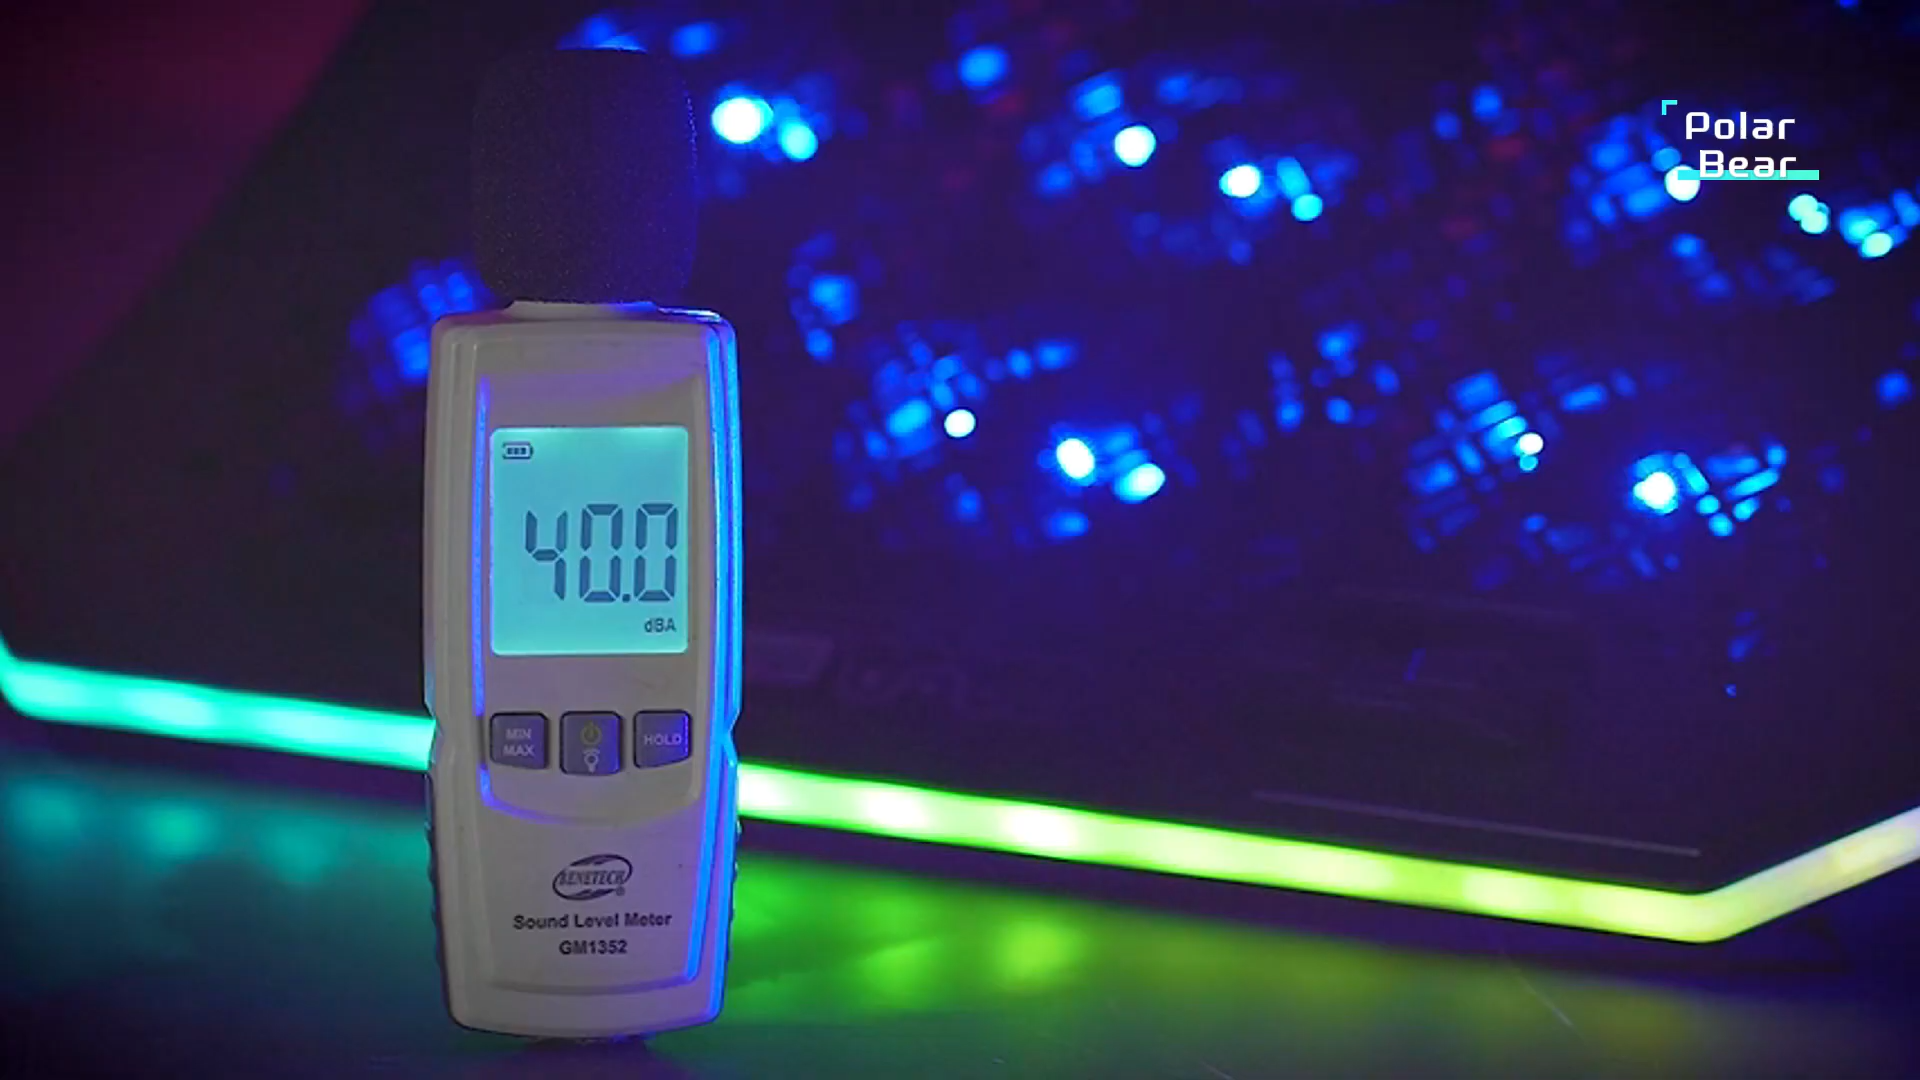 Polar
Bear
40.0
dBA
MIN
MAX
HOLD
BENETECH®
Sound Level Meter
GM1352